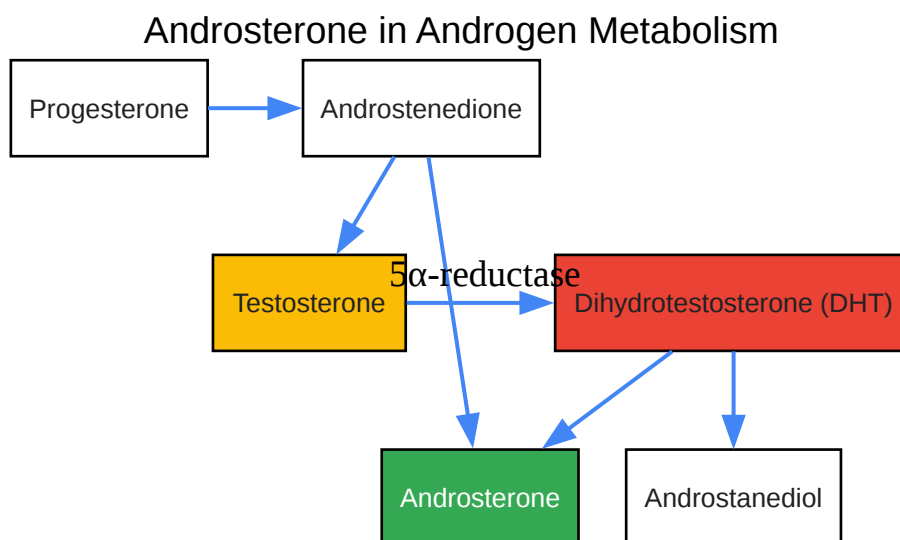 Androsterone in Androgen Metabolism
Progesterone
Androstenedione
5α-reductase
Testosterone
Dihydrotestosterone (DHT)
Androsterone
Androstanediol